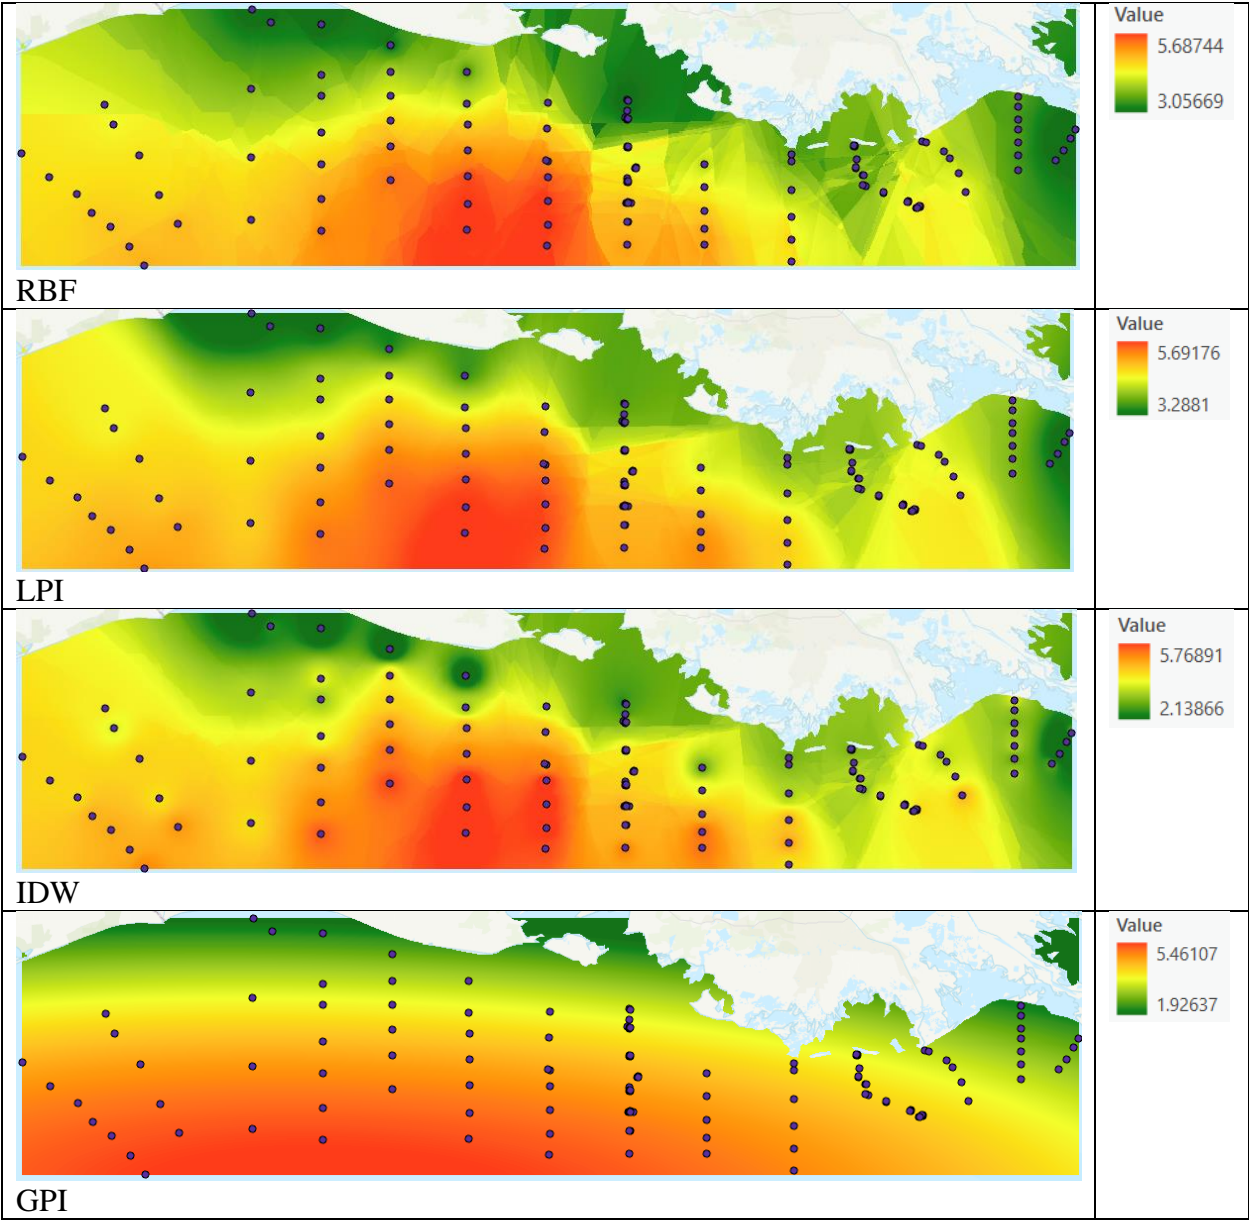 Value
5.68744
3.05669
RBF
Value
5.69176
3.2881
LPI
Value
5.76891
2.13866
IDW
Value
5.46107
1.92637
GPI